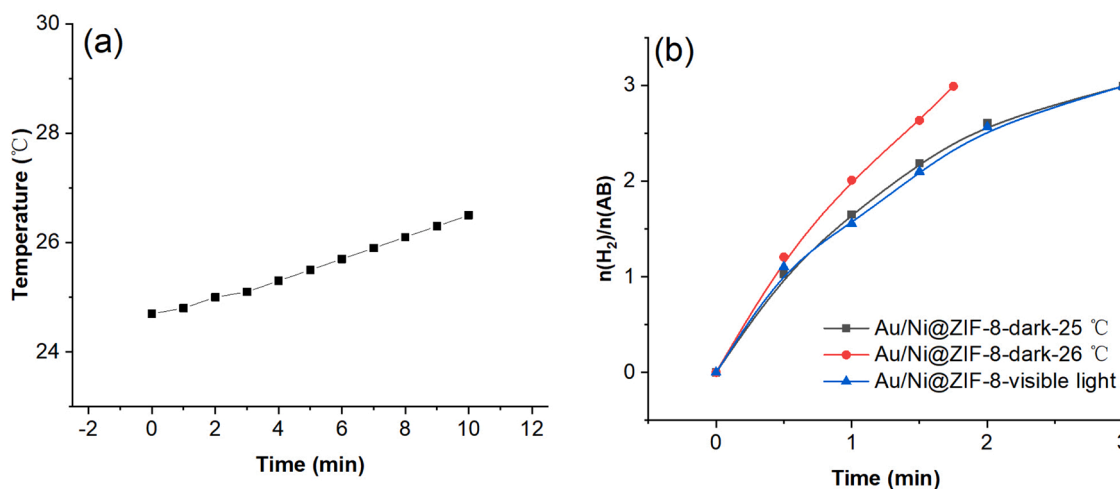 (a)
30
28
26
24
Temperature (℃)
-2 0 2 4 6 8 10 12
Time (min)
(b)
3
2
1
0
n(H₂)/n(AB)
Au/Ni@ZIF-8-dark-25 ℃
Au/Ni@ZIF-8-dark-26 ℃
Au/Ni@ZIF-8-visible light
0 1 2 3
Time (min)